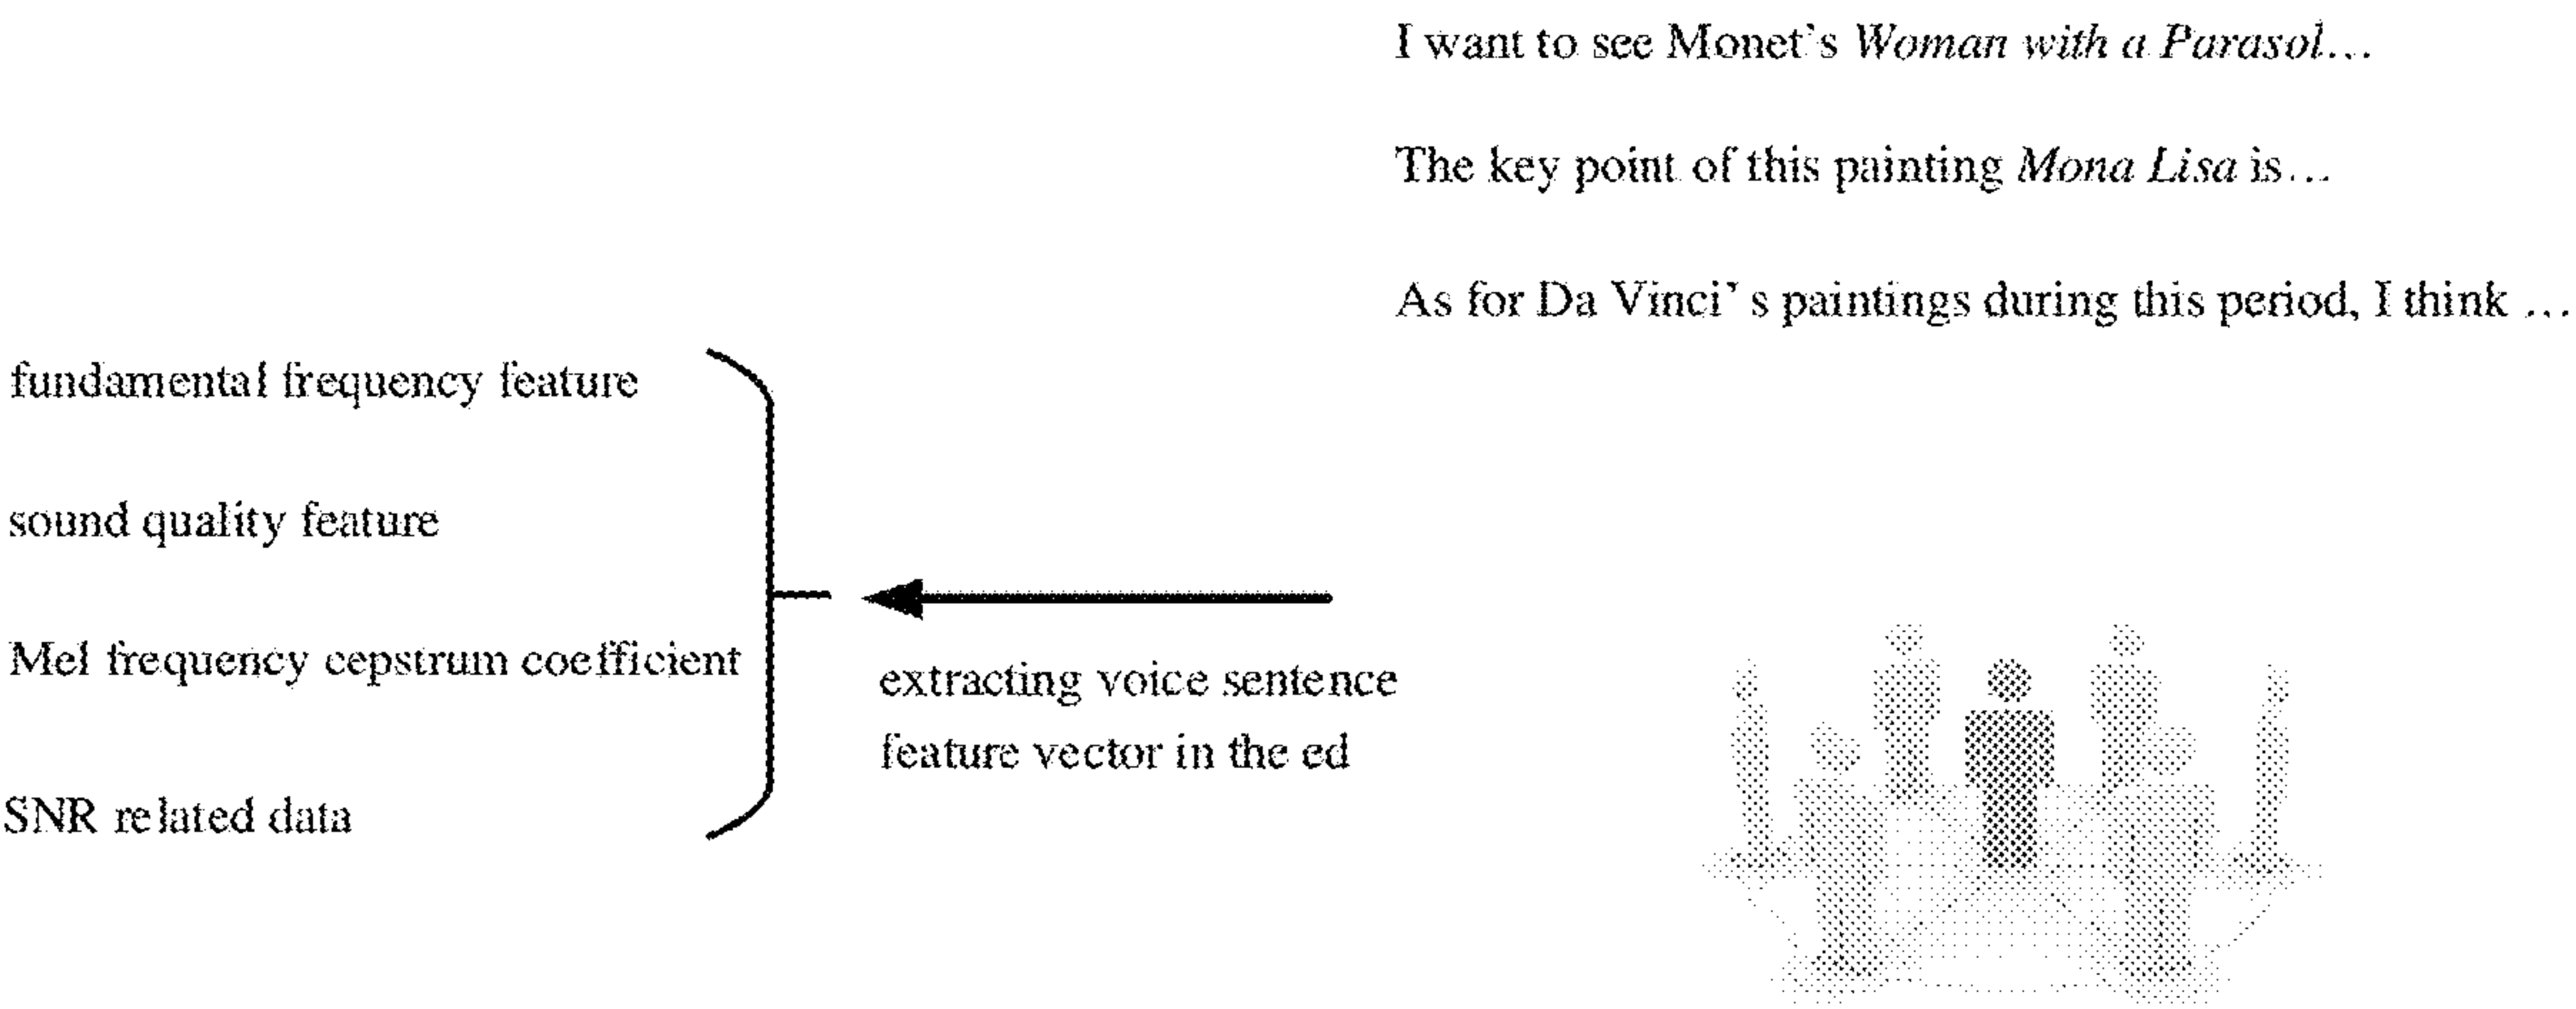 I want to see Monet's Woman with a Parasol...
The key point of this painting Mona Lisa is...
As for Da Vinci' s paintings during this period, I think ...
fundamental frequency feature
sound quality feature
Mel frequency cepstrum coefficient
SNR related data
extracting voice sentence
feature vector in the ed